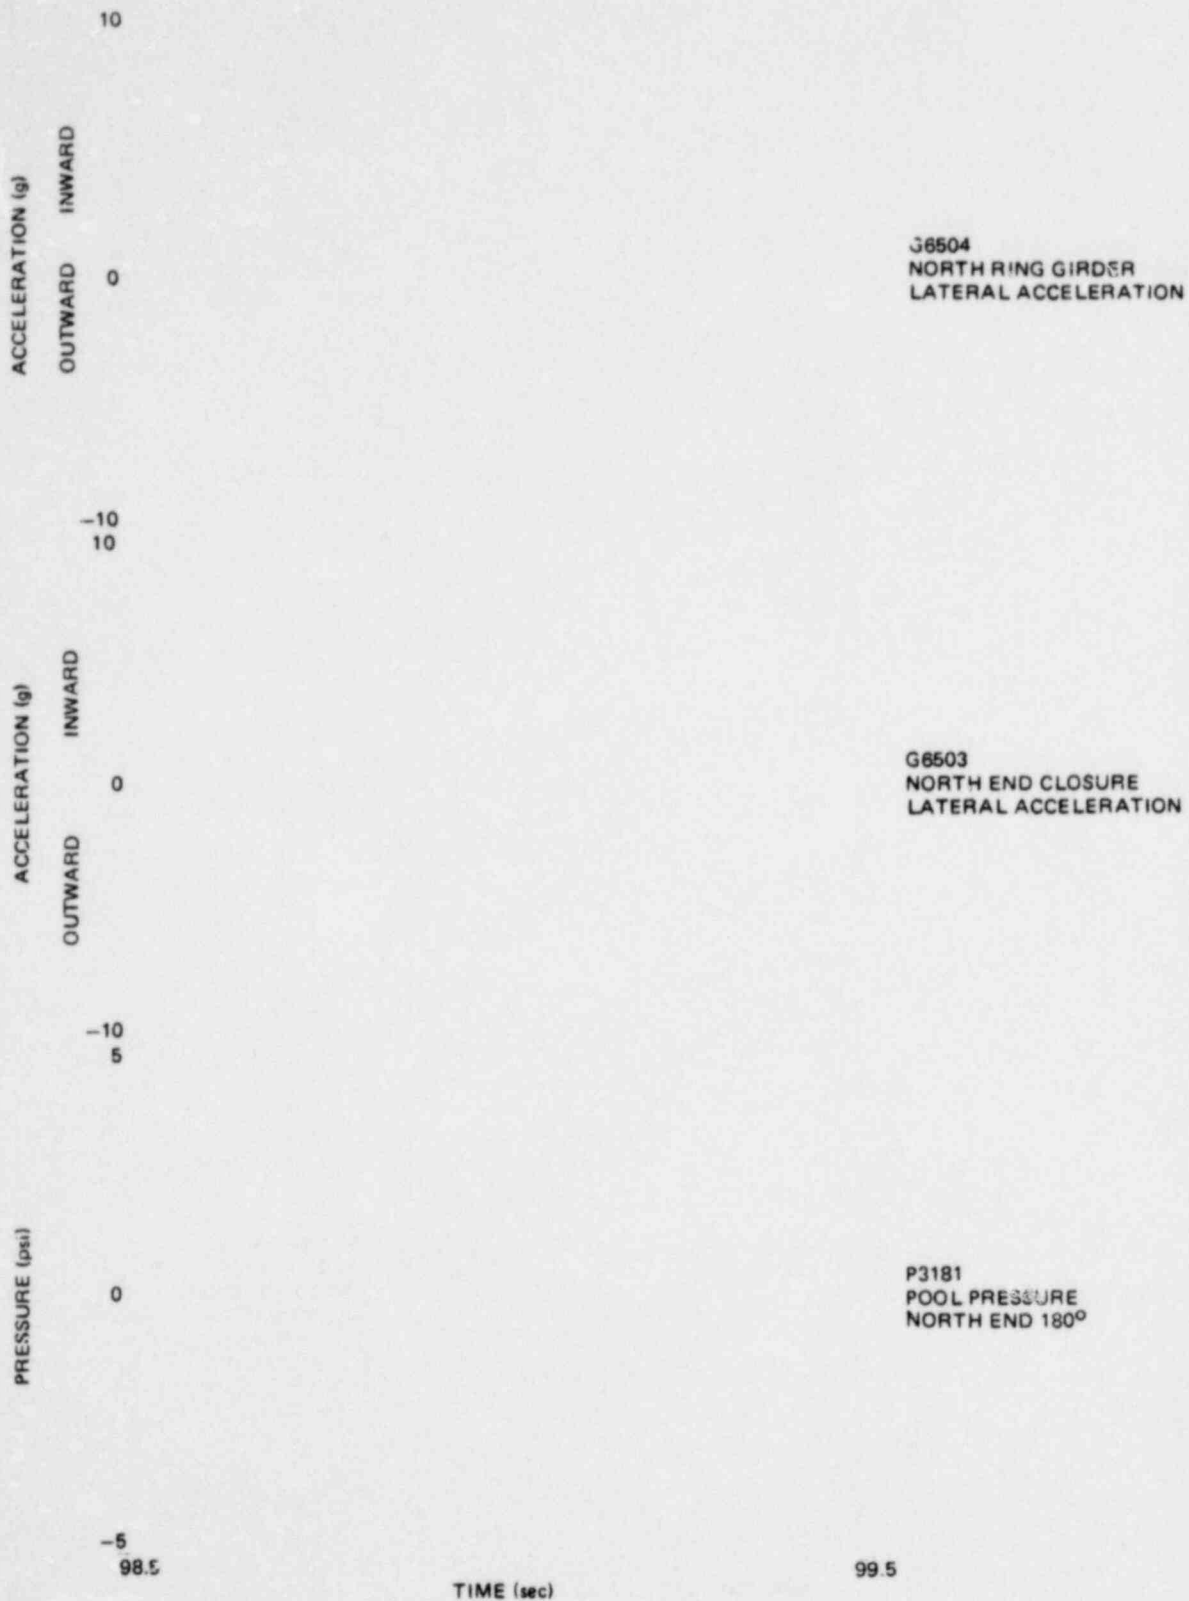 10
ACCELERATION (g)
OUTWARD INWARD
0
G6504
NORTH RING GIRDER
LATERAL ACCELERATION
−10
10
ACCELERATION (g)
OUTWARD INWARD
0
G6503
NORTH END CLOSURE
LATERAL ACCELERATION
−10
5
PRESSURE (psi)
0
P3181
POOL PRESSURE
NORTH END 180°
−5
98.5
99.5
TIME (sec)